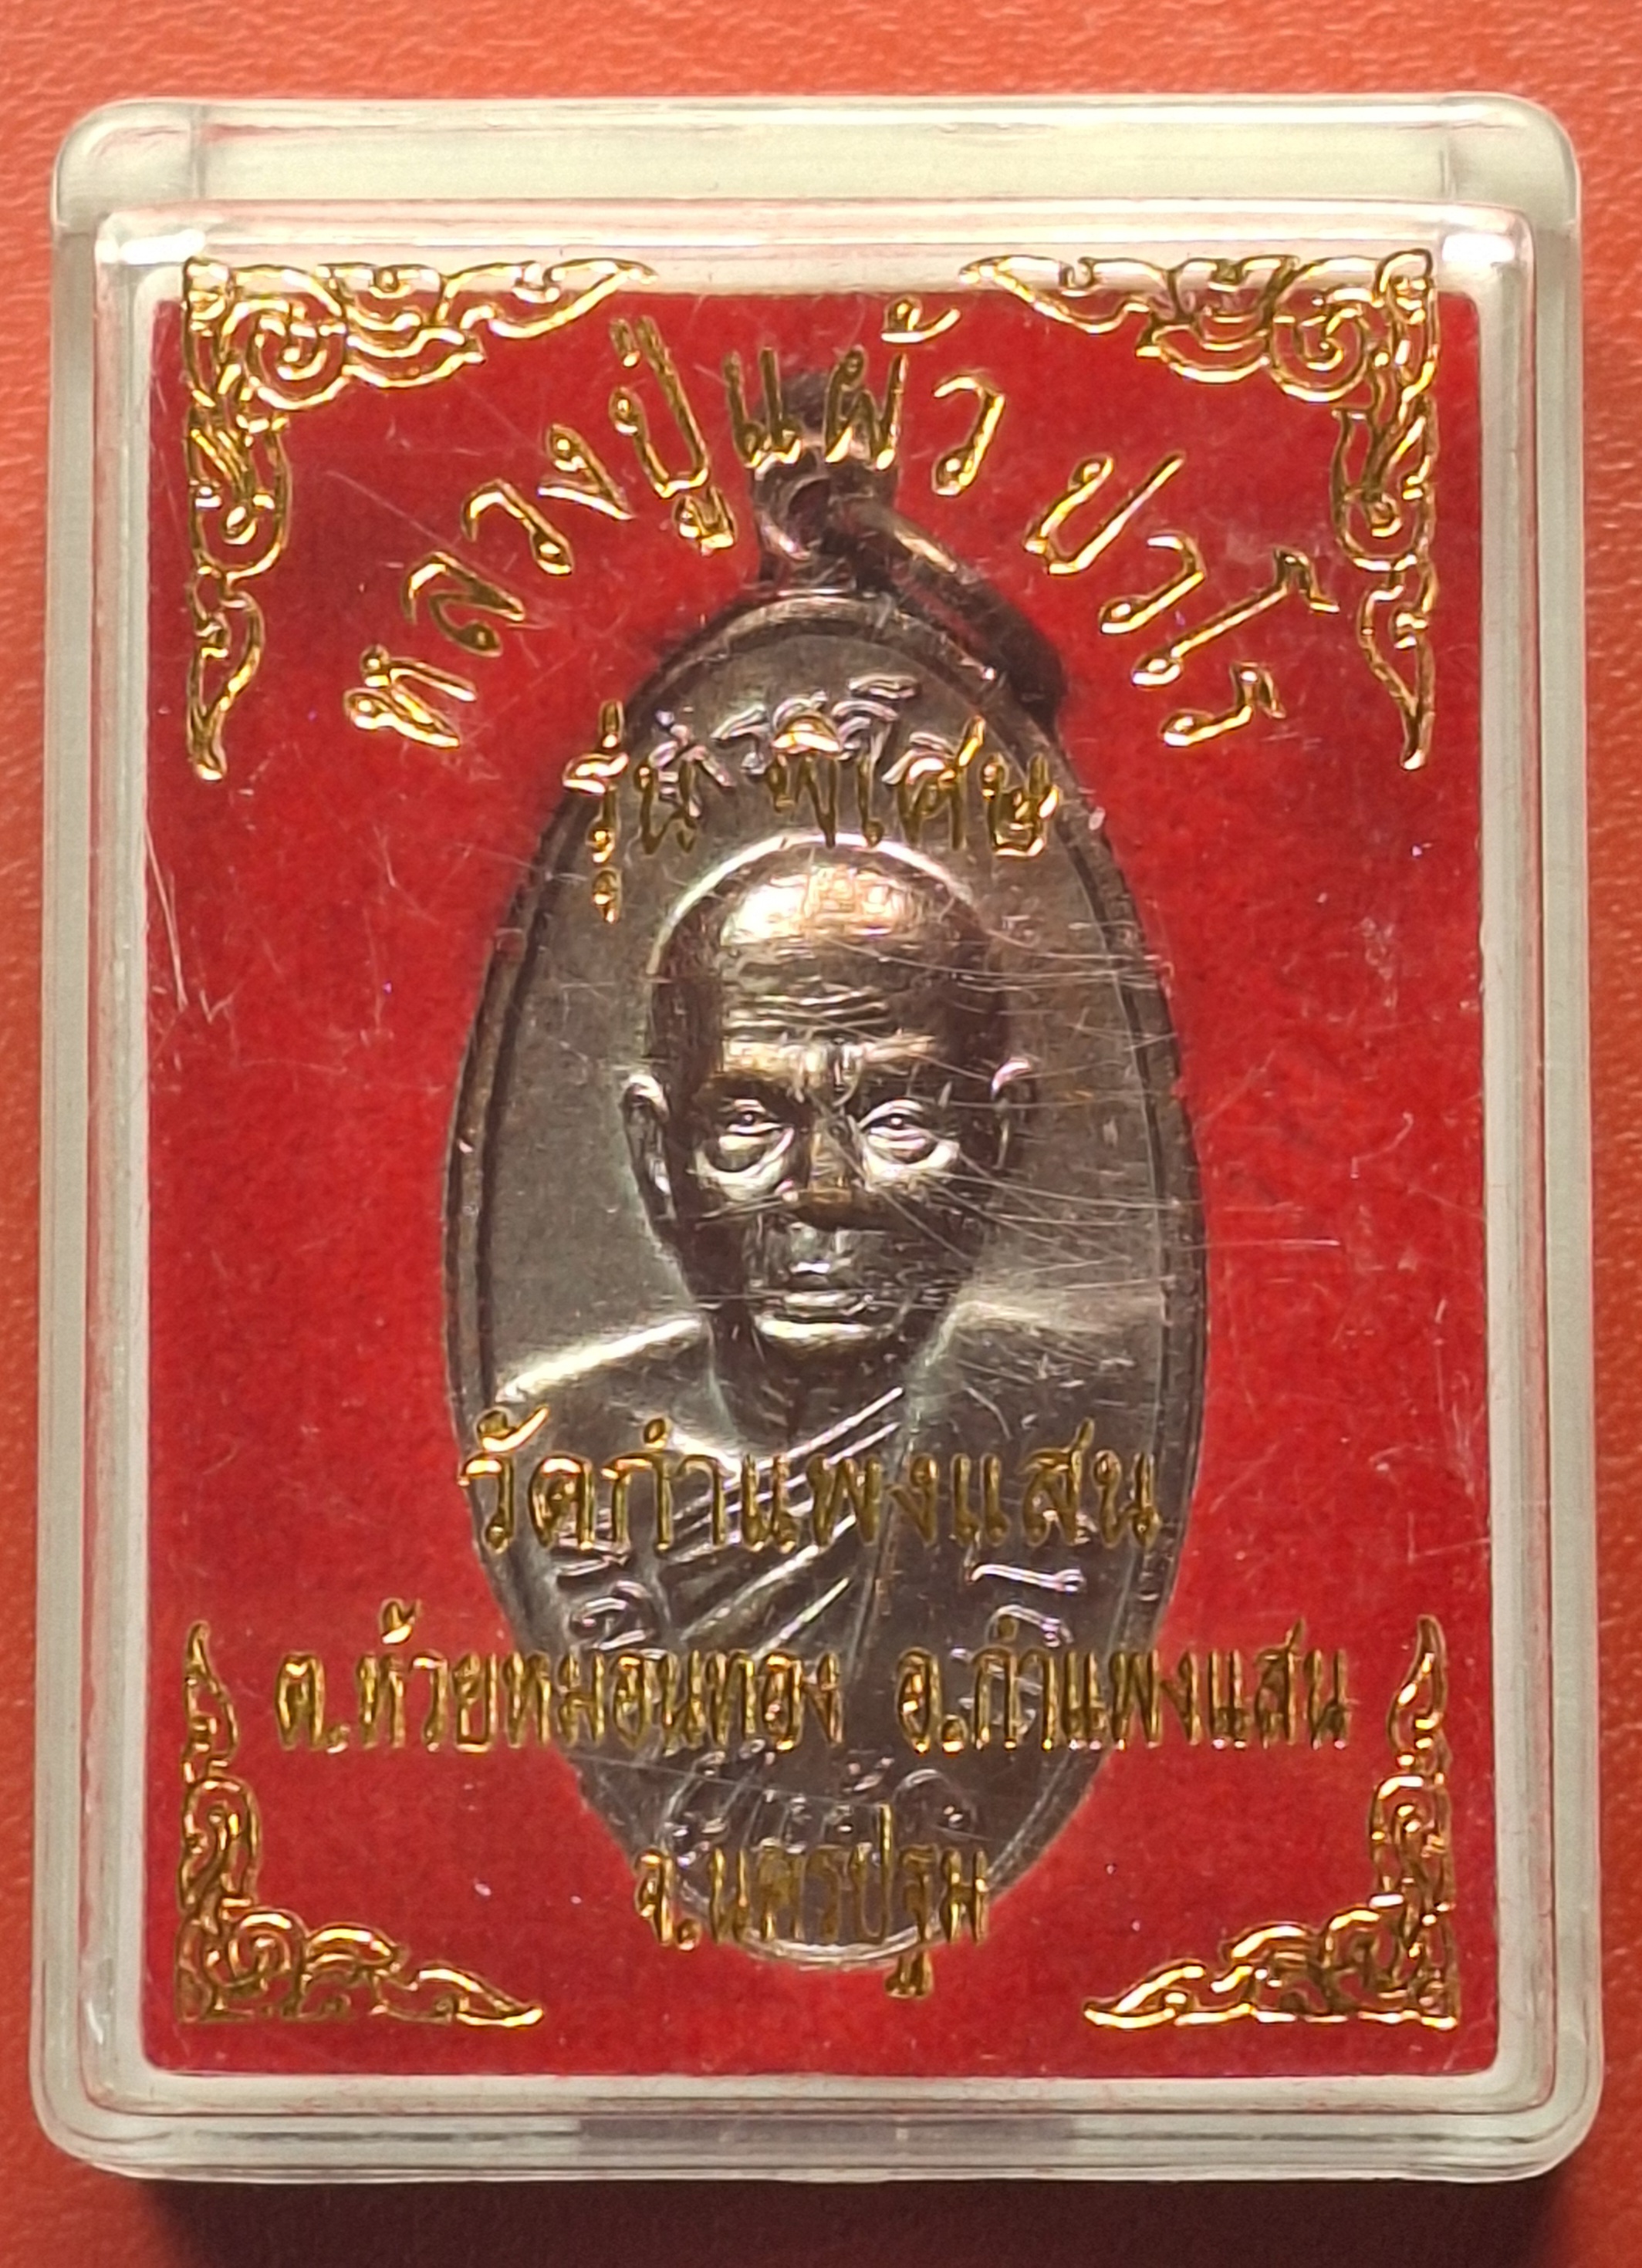 หลวงปู่แผ้ว ปวโร
รุ่น พิเศษ
วัดกำแพงแสน
ต.ห้วยหมอนทอง อ.กำแพงแสน
จ.นครปฐม